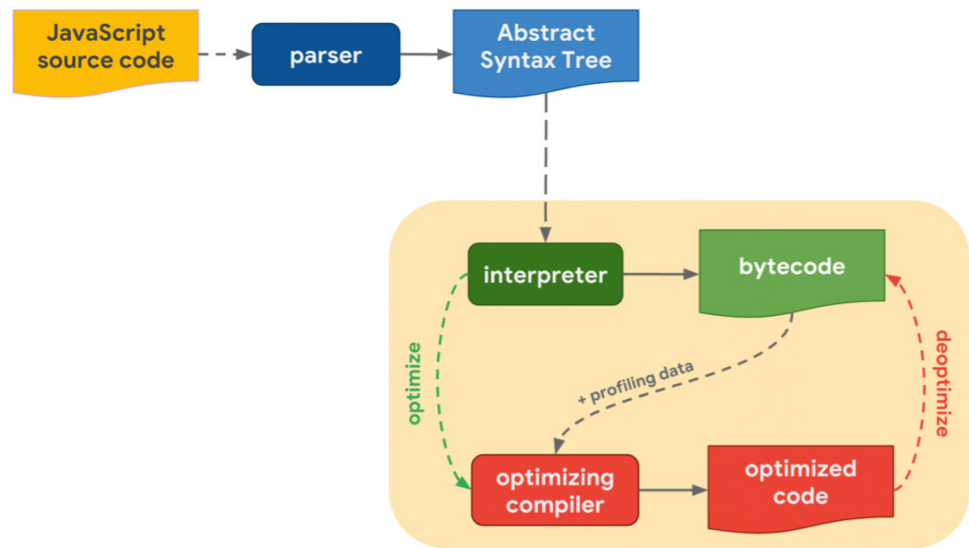 JavaScript
source code
parser
Abstract
Syntax Tree
interpreter
bytecode
optimize
+ profiling data
deoptimize
optimizing
compiler
optimized
code